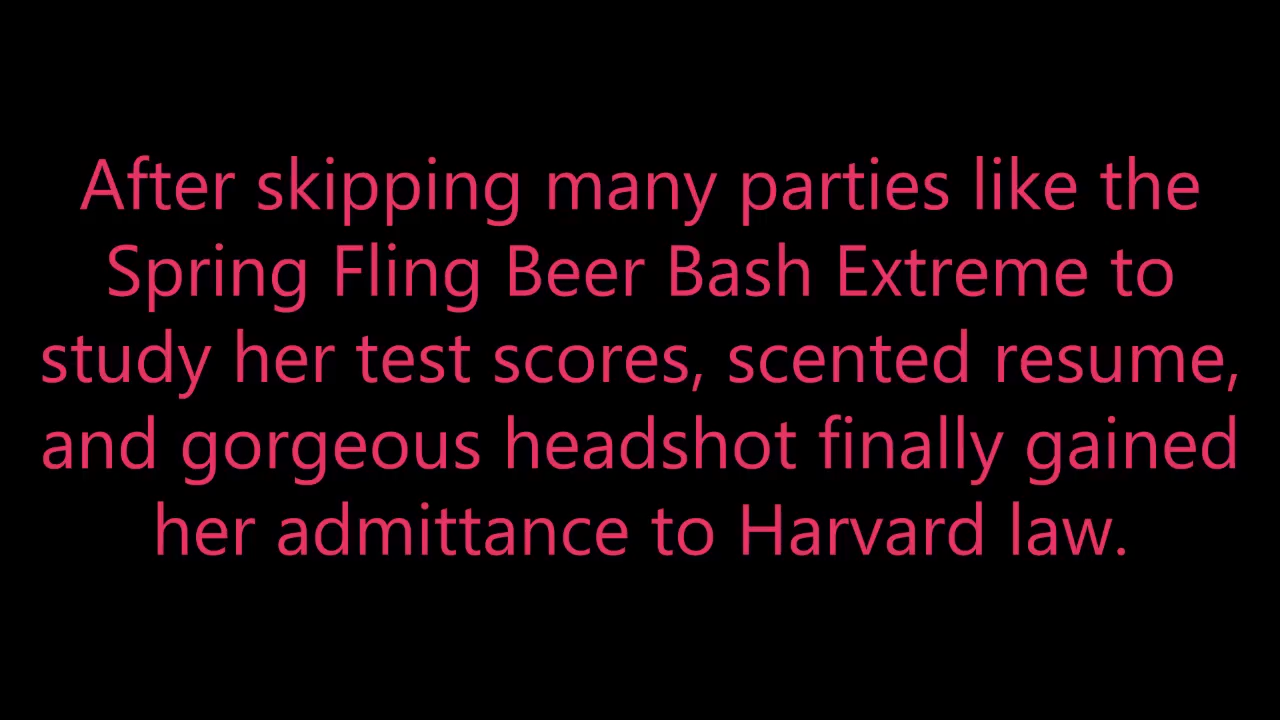 After skipping many parties like the
Spring Fling Beer Bash Extreme to
study her test scores, scented resume,
and gorgeous headshot finally gained
her admittance to Harvard law.